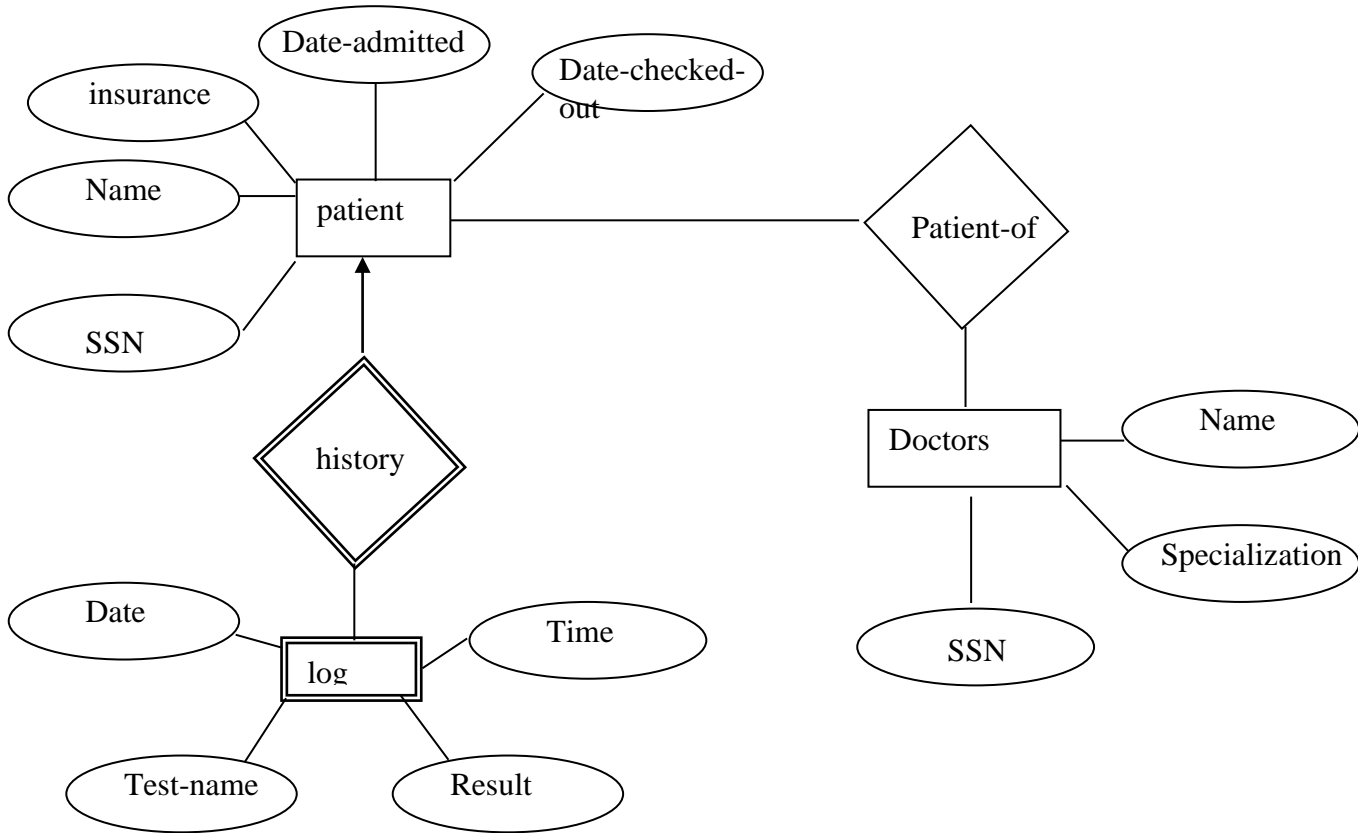 Date-admitted
Date-checked-
out
insurance
Name
patient
Patient-of
SSN
history
Doctors
Name
Specialization
SSN
Date
Time
log
Test-name
Result